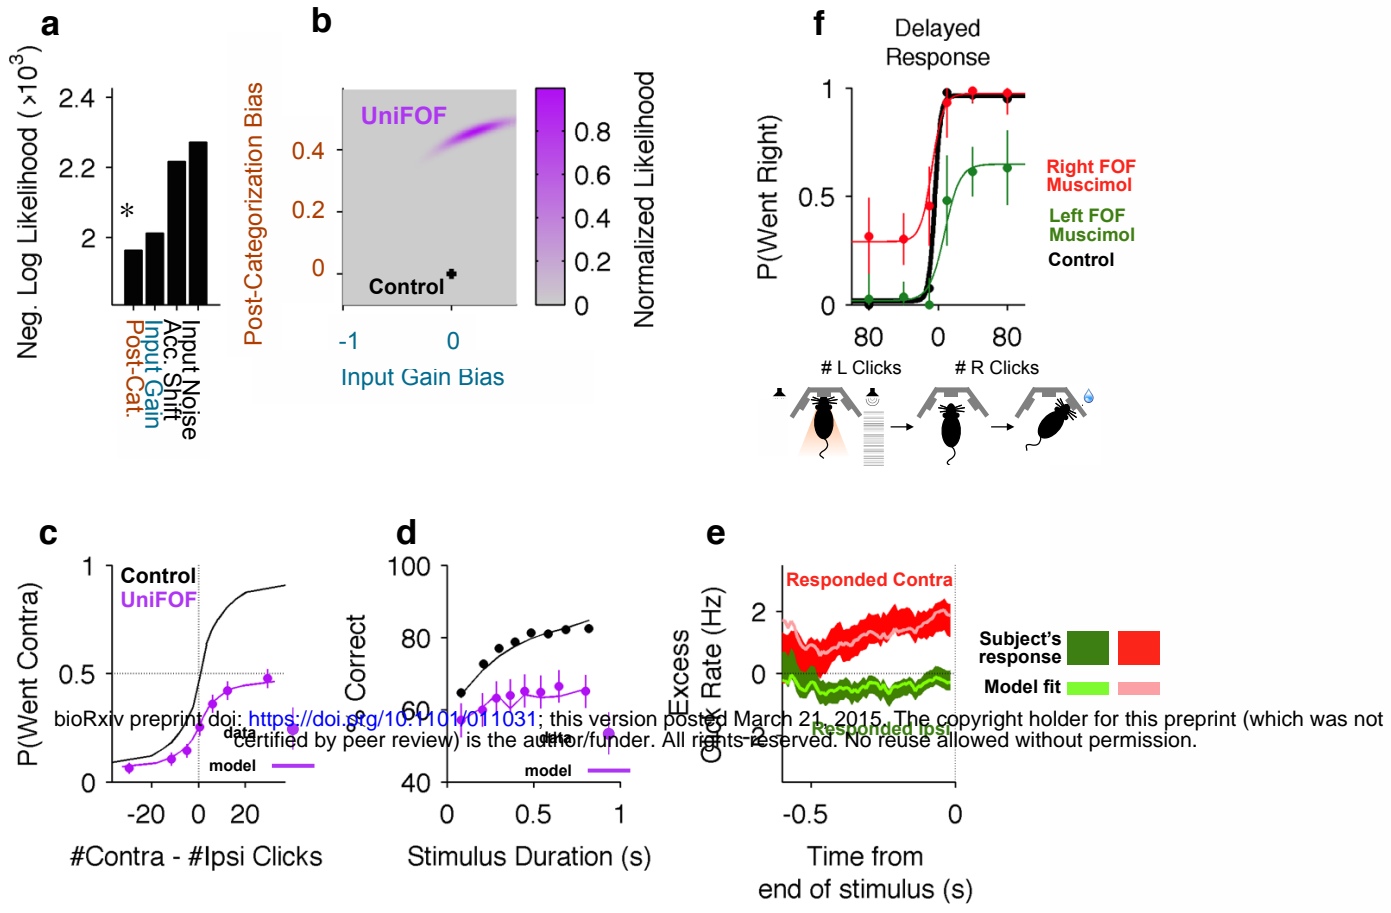 a
Neg. Log Likelihood ( ×10³)
2.4
2.2
2
*
Post-Cat.
Input Gain
Acc. Shift
Input Noise
b
Post-Categorization Bias
0.4
0.2
0
UniFOF
Control
-1
0
Input Gain Bias
0.8
0.6
0.4
0.2
0
Normalized Likelihood
f
Delayed
Response
P(Went Right)
1
0.5
0
80
0
80
# L Clicks
# R Clicks
Right FOF
Muscimol
Left FOF
Muscimol
Control
c
P(Went Contra)
1
0.5
0
Control
UniFOF
data
model
-20
0
20
#Contra - #Ipsi Clicks
d
% Correct
100
80
60
40
data
model
0
0.5
1
Stimulus Duration (s)
e
Excess
Click Rate (Hz)
2
0
-2
Responded Contra
Responded Ipsi
-0.5
0
Time from
end of stimulus (s)
Subject's
response
Model fit
bioRxiv preprint doi: https://doi.org/10.1101/011031; this version posted March 21, 2015. The copyright holder for this preprint (which was not
certified by peer review) is the author/funder. All rights reserved. No reuse allowed without permission.